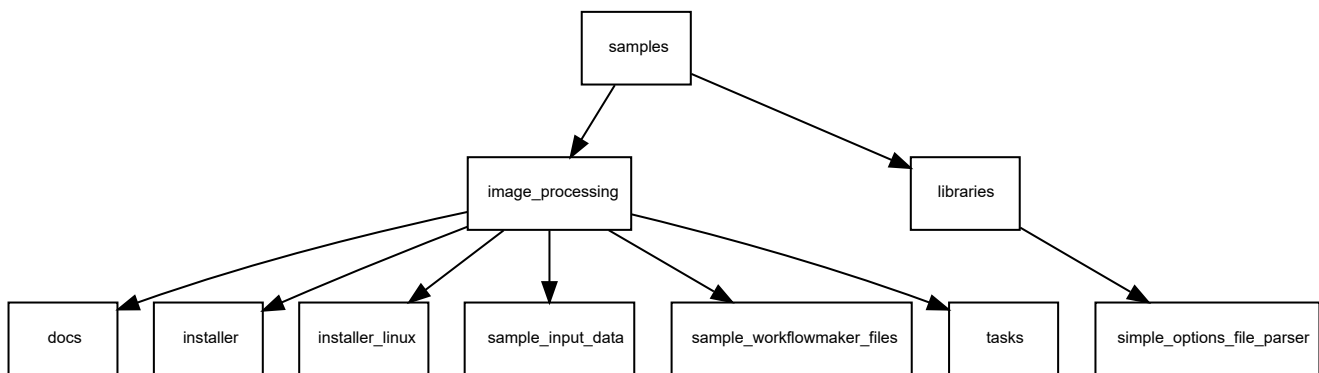 samples
image_processing
libraries
docs
installer
installer_linux
sample_input_data
sample_workflowmaker_files
tasks
simple_options_file_parser